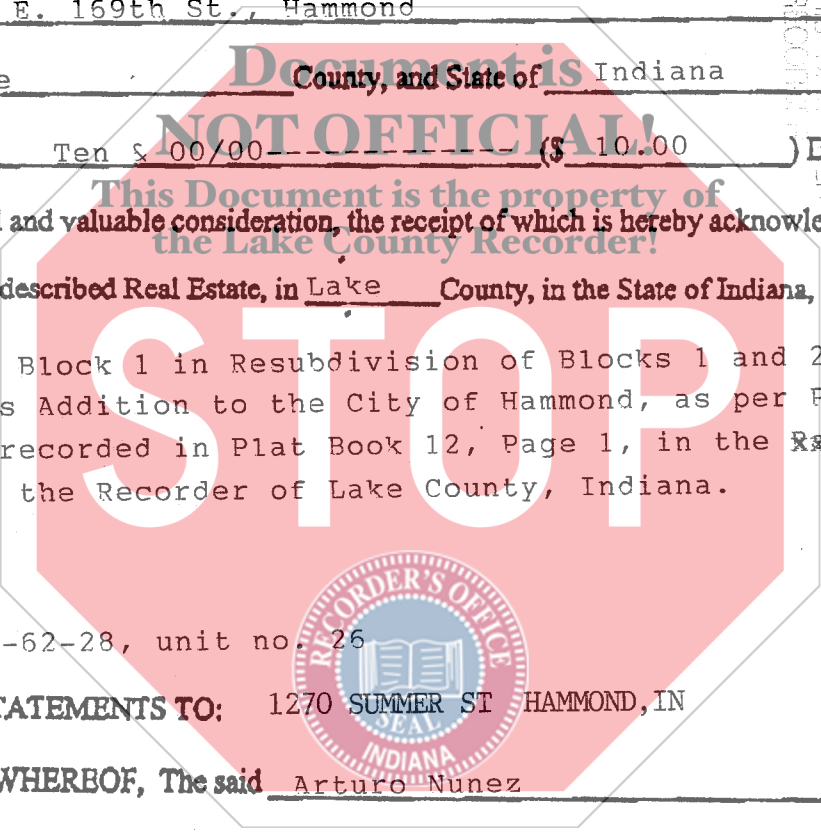 E. 169th St., Hammond
Document is
County, and State of Indiana
NOT OFFICIAL!
Ten & 00/00-------------- ($ 10.00 )
This Document is the property of
and valuable consideration, the receipt of which is hereby
the Lake County Recorder!
described Real Estate, in Lake County, in the State of Indiana,
STOP
Block 1 in Resubdivision of Blocks 1 and 2
s Addition to the City of Hammond, as per
recorded in Plat Book 12, Page 1, in the
the Recorder of Lake County, Indiana.
RECORDER'S OFFICE
SEAL
INDIANA
-62-28, unit no. 26
TATEMENTS TO: 1270 SUMMER ST HAMMOND,IN
WHEREOF, The said Arturo Nunez